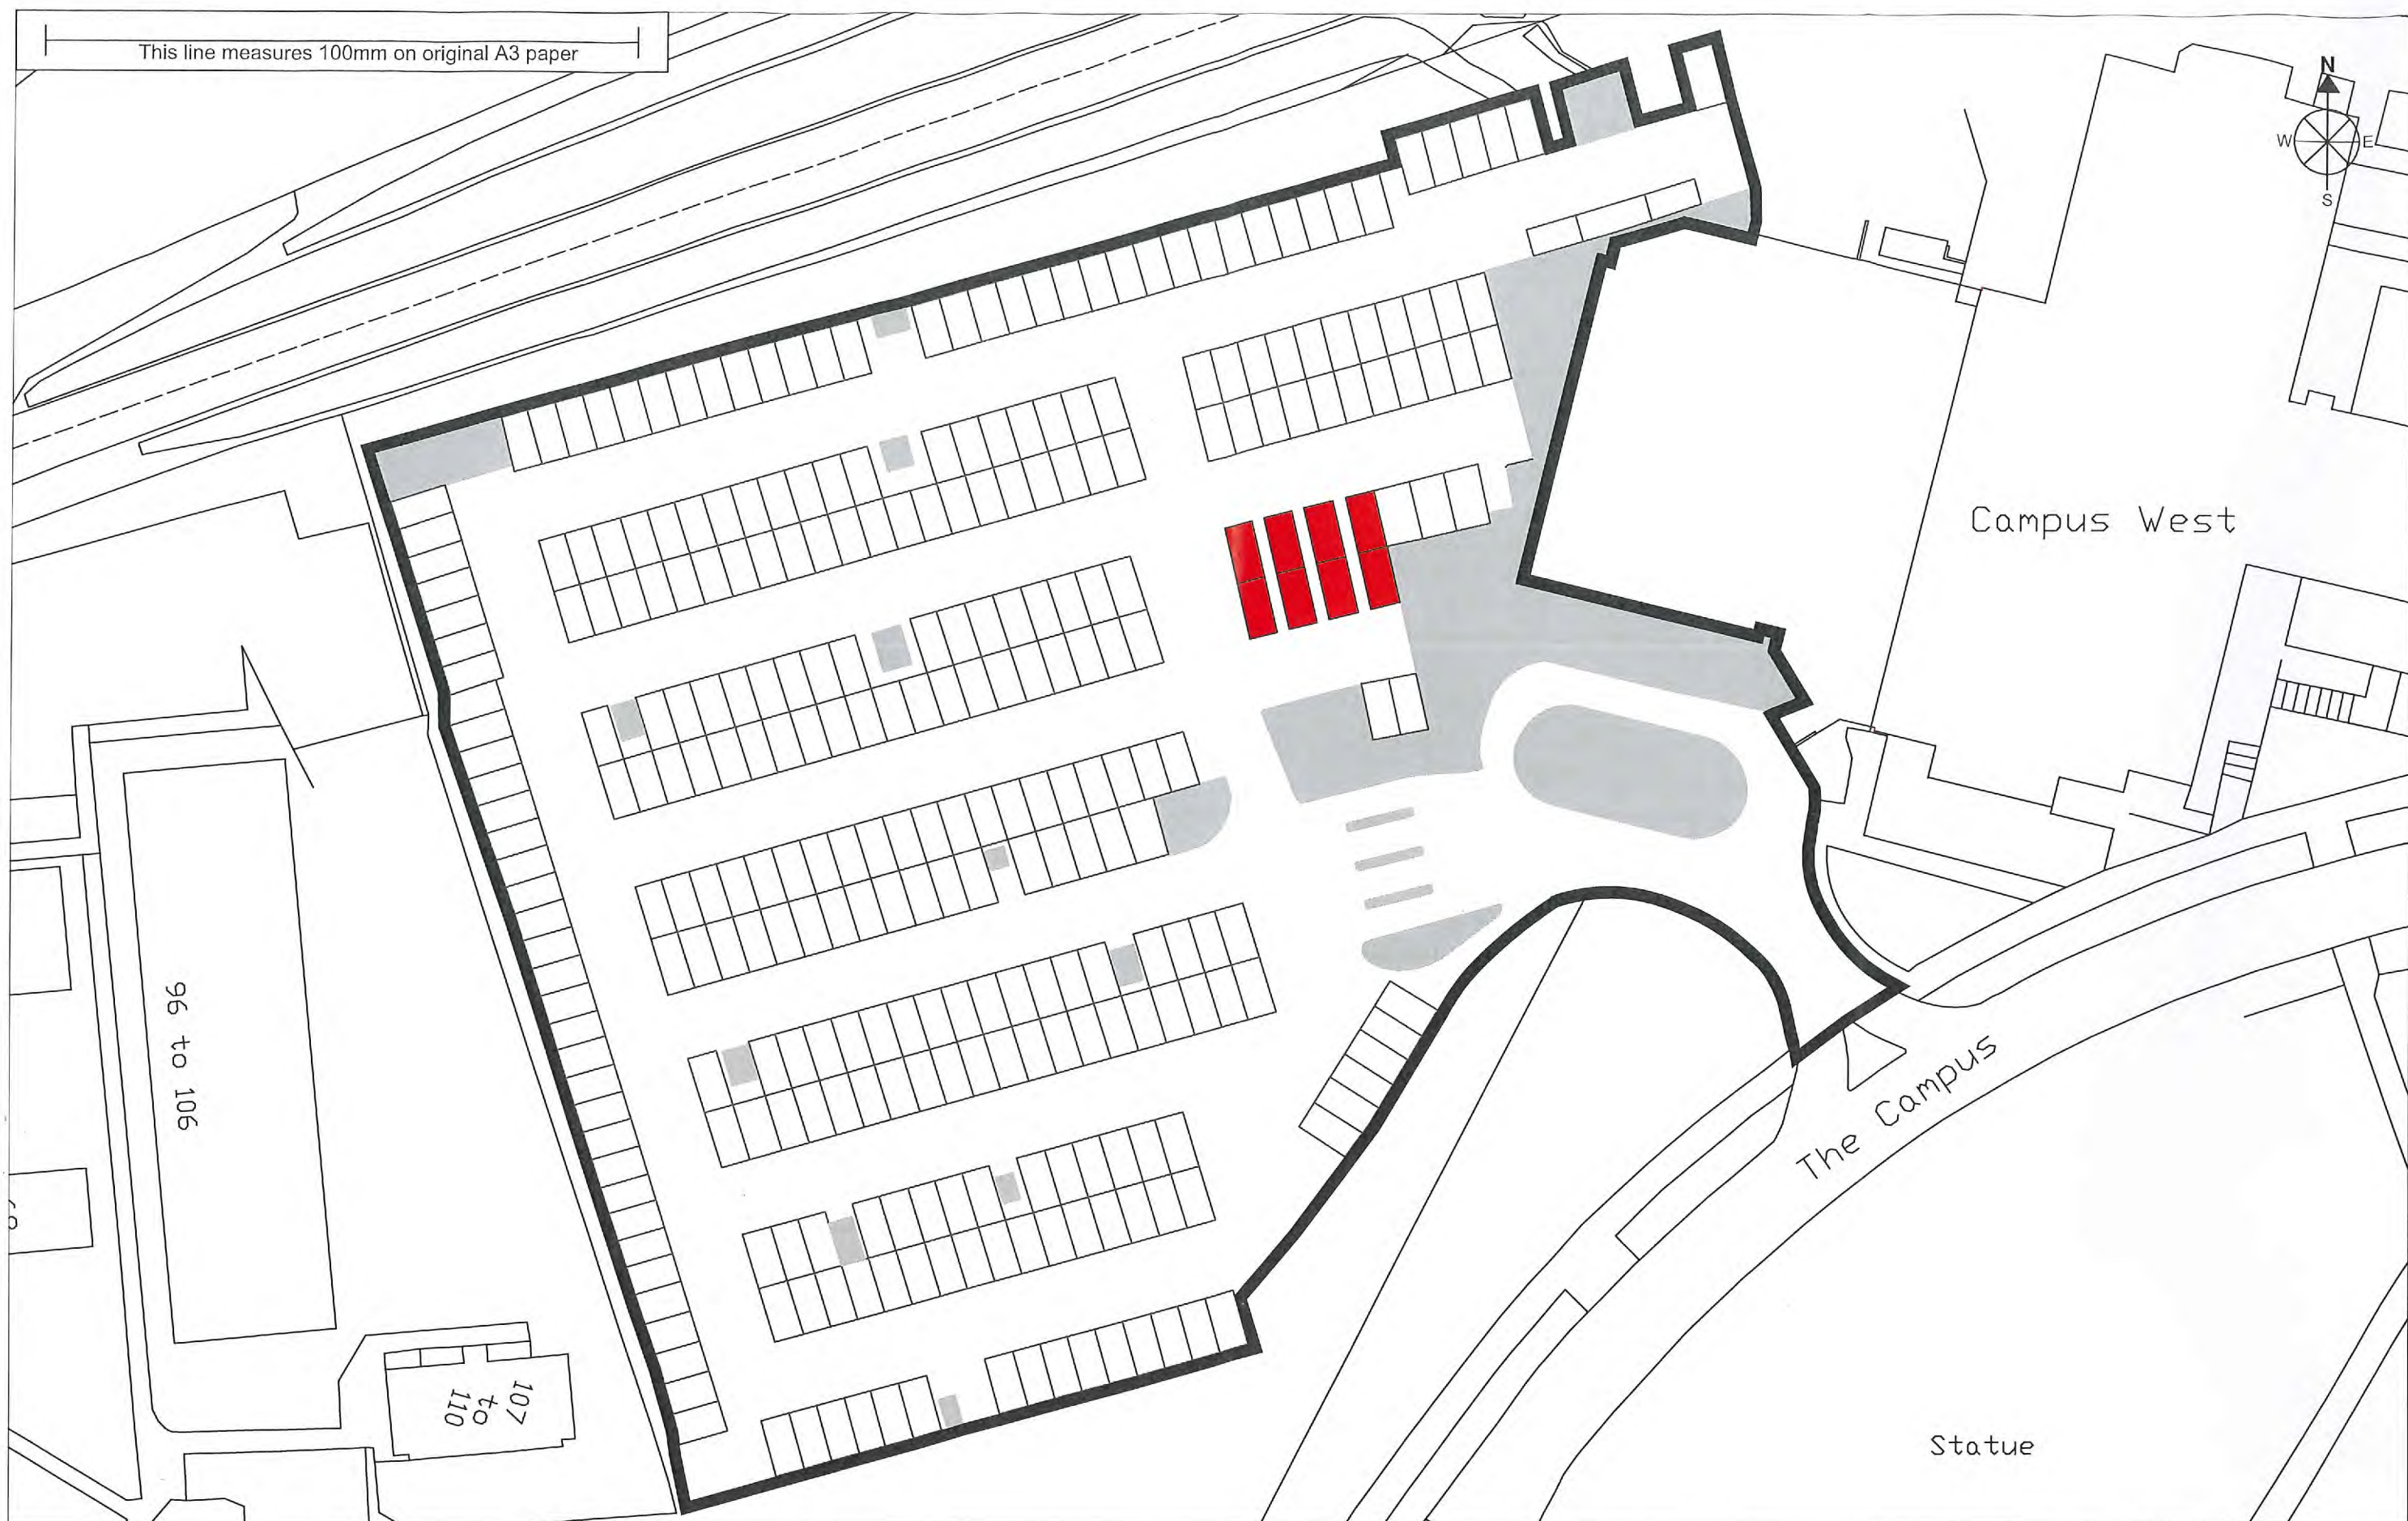 This line measures 100mm on original A3 paper
N
W
E
S
Campus West
96 to 106
The Campus
107
to
110
Statue